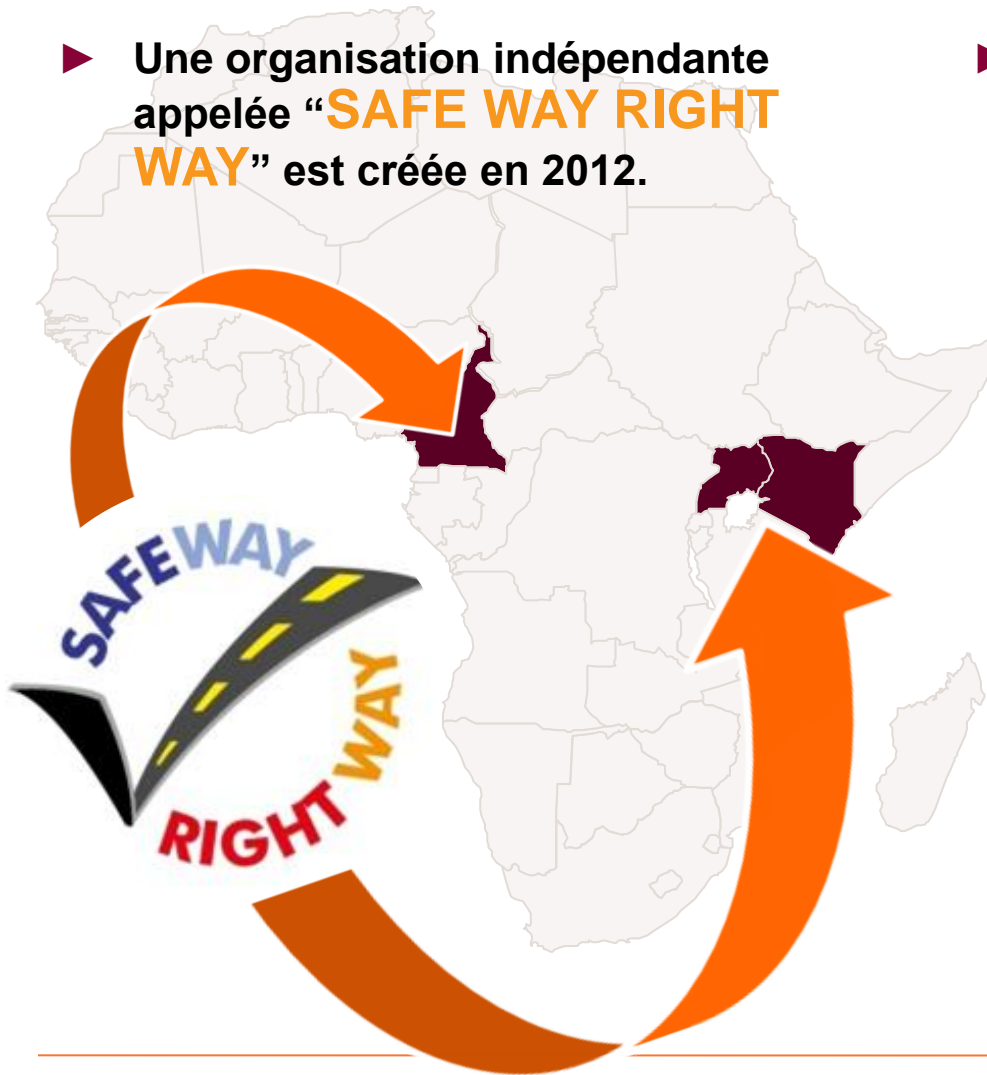 ► Une organisation indépendante
appelée “SAFE WAY RIGHT
WAY” est créée en 2012.
►
SAFEWAY
RIGHT WAY